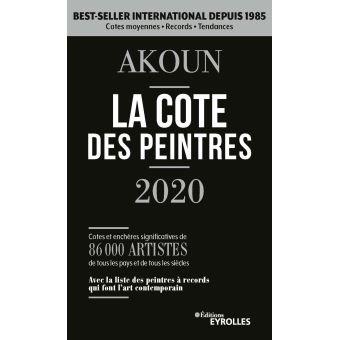 BEST-SELLER INTERNATIONAL DEPUIS 1985
Cotes moyennes • Records • Tendances
AKOUN
LA COTE
DES PEINTRES
2020
Cotes et enchères significatives de
86 000 ARTISTES
de tous les pays et de tous les siècles
Avec la liste des peintres à records
qui font l'art contemporain
Éditions
EYROLLES